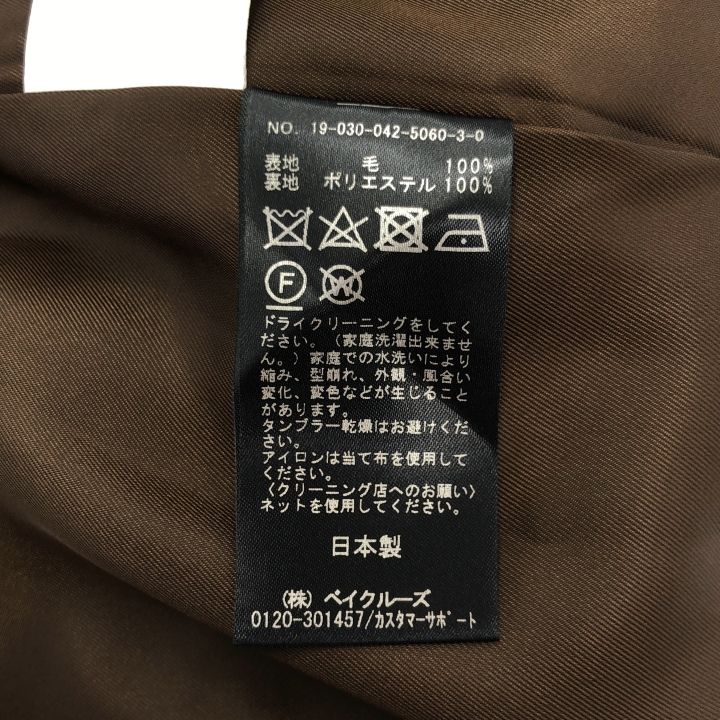 NO. 19-030-042-5060-3-0
表地 毛 100%
裏地 ポリエステル 100%
F W
ドライクリーニングをしてく
ださい。（家庭洗濯出来ませ
ん。）家庭での水洗いにより
縮み、型崩れ、外観・風合い
変化、変色などが生じること
があります。
タンブラー乾燥はお避けくだ
さい。
アイロンは当て布を使用して
ください。
〈クリーニング店へのお願い〉
ネットを使用してください。
日本製
（株）ベイクルーズ
0120-301457/ｶｽﾀﾏｰｻﾎﾟｰﾄ